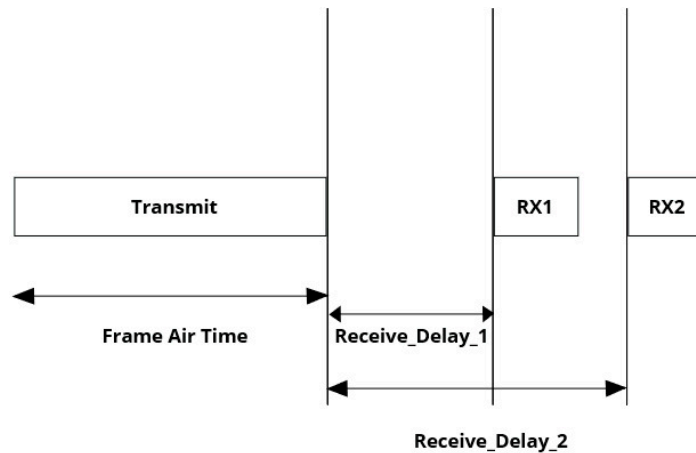 Transmit
RX1
RX2
Frame Air Time
Receive_Delay_1
Receive_Delay_2